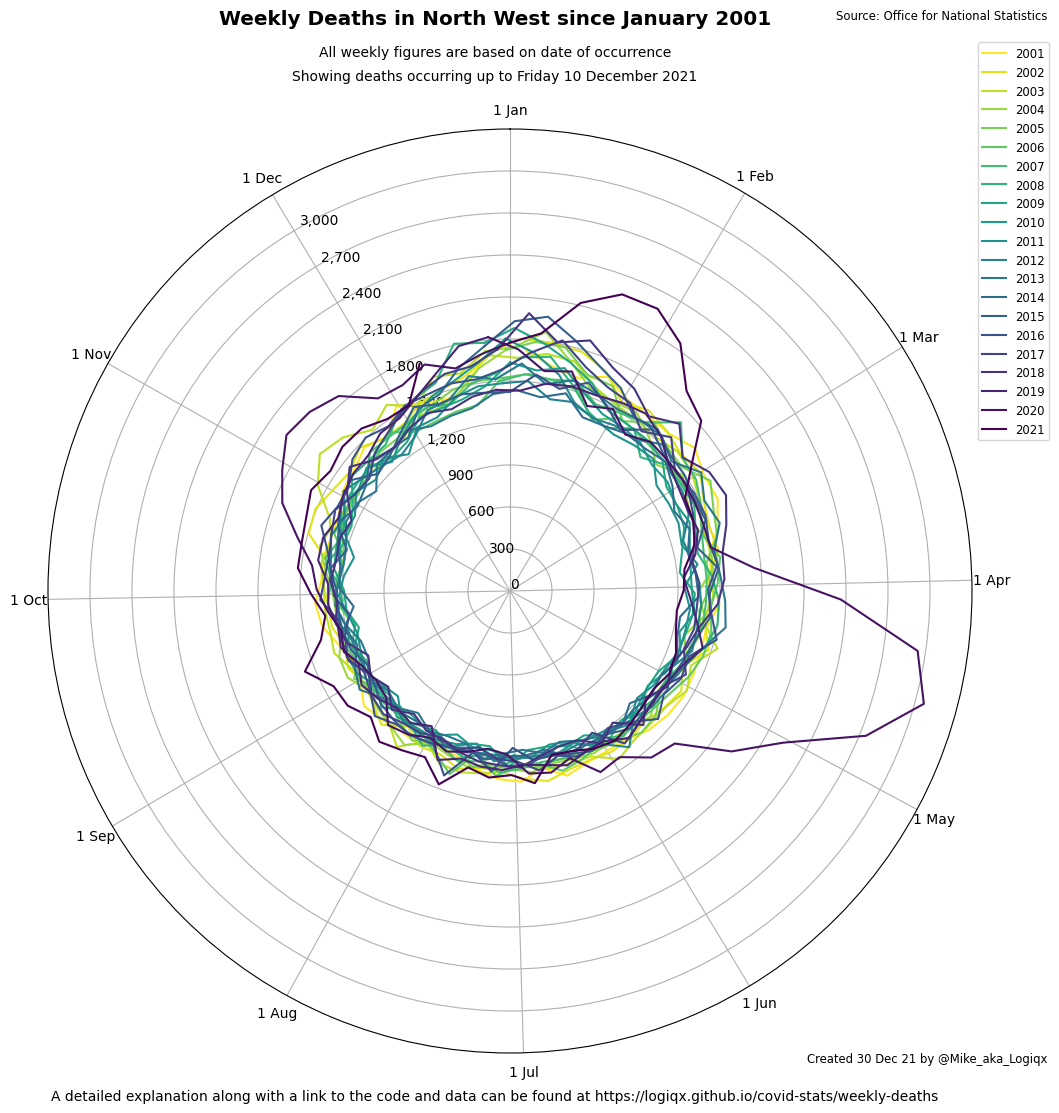 Weekly Deaths in North West since January 2001
Source: Office for National Statistics
All weekly figures are based on date of occurrence
Showing deaths occurring up to Friday 10 December 2021
2001
2002
2003
2004
2005
2006
2007
2008
2009
2010
2011
2012
2013
2014
2015
2016
2017
2018
2019
2020
2021
1 Jan
1 Feb
1 Mar
1 Apr
1 May
1 Jun
1 Jul
1 Aug
1 Sep
1 Oct
1 Nov
1 Dec
3,000
2,700
2,400
2,100
1,800
1,200
900
600
300
0
Created 30 Dec 21 by @Mike_aka_Logiqx
A detailed explanation along with a link to the code and data can be found at https://logiqx.github.io/covid-stats/weekly-deaths